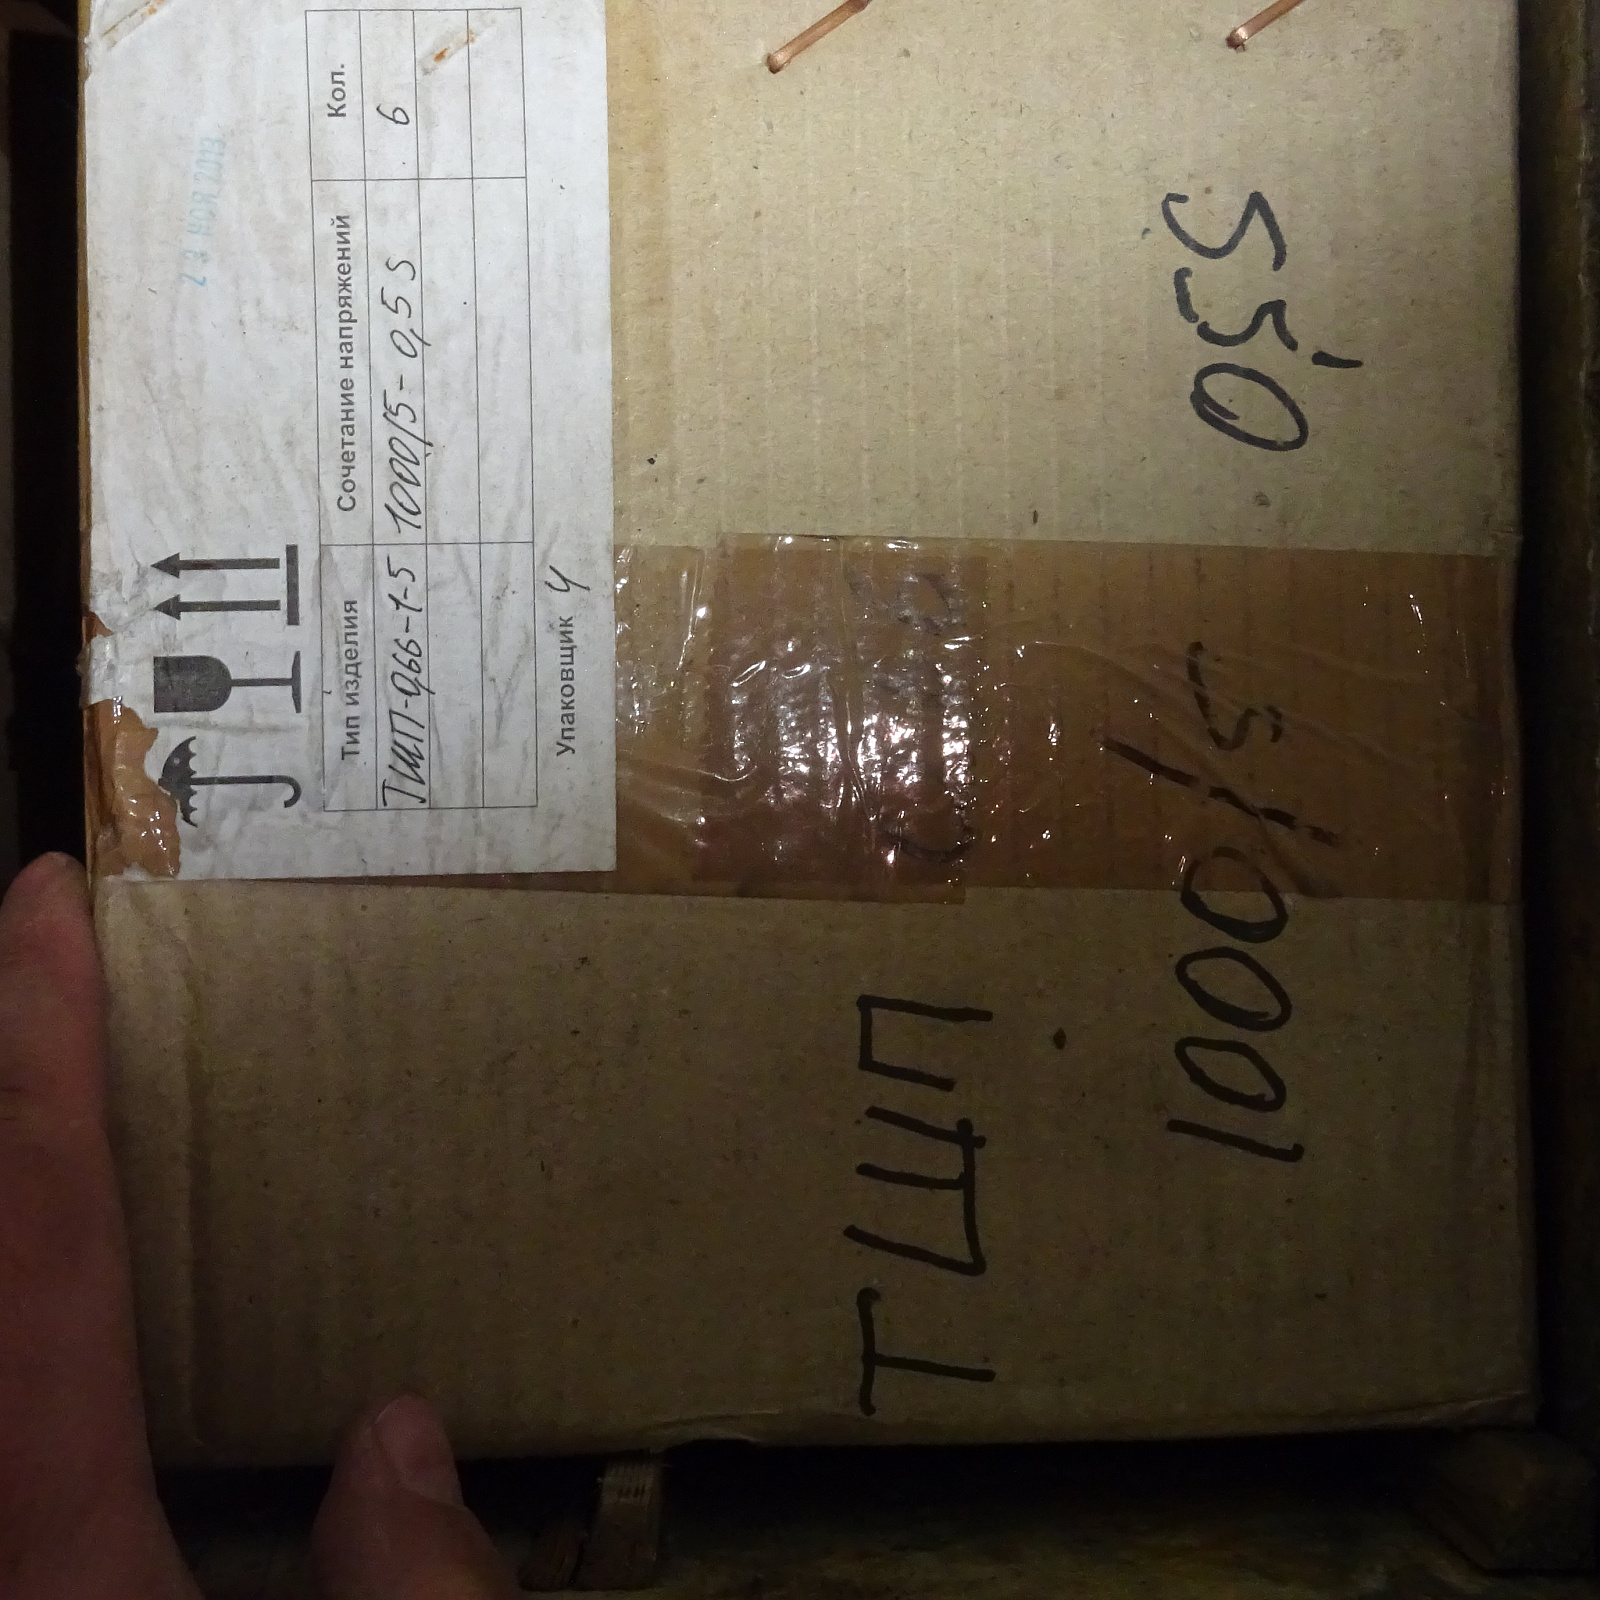 23 НОЯ 2013
Тип изделия Сочетание напряжений Кол.
ТШП-0,66-1-5 1000/5-0,5 S 6
Упаковщик 4
ТШП
1000/5 0,5S